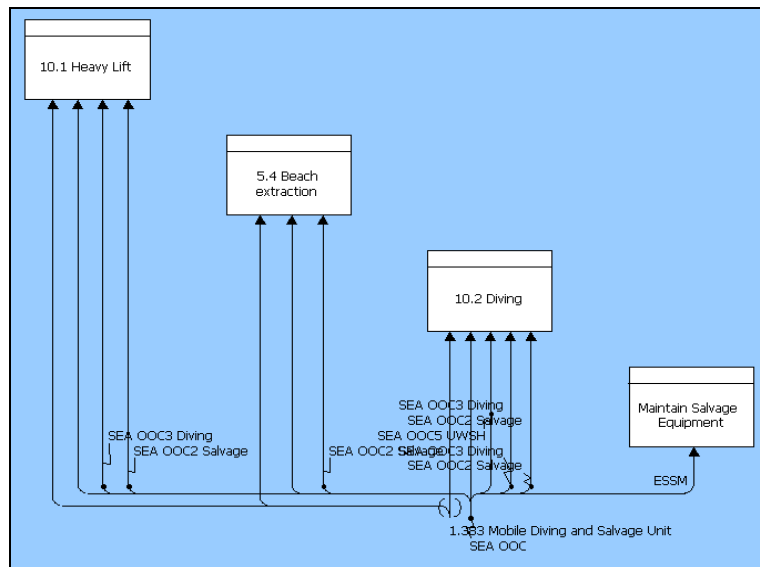 10.1 Heavy Lift
5.4 Beach
extraction
10.2 Diving
Maintain Salvage
Equipment
SEA OOC3 Diving
SEA OOC2 Salvage
SEA OOC5 UWSH
SEA OOC3 Diving
SEA OOC2 Salvage
SEA OOC2 Salvage
SEA OOC3 Diving
SEA OOC2 Salvage
ESSM
1.383 Mobile Diving and Salvage Unit
SEA OOC